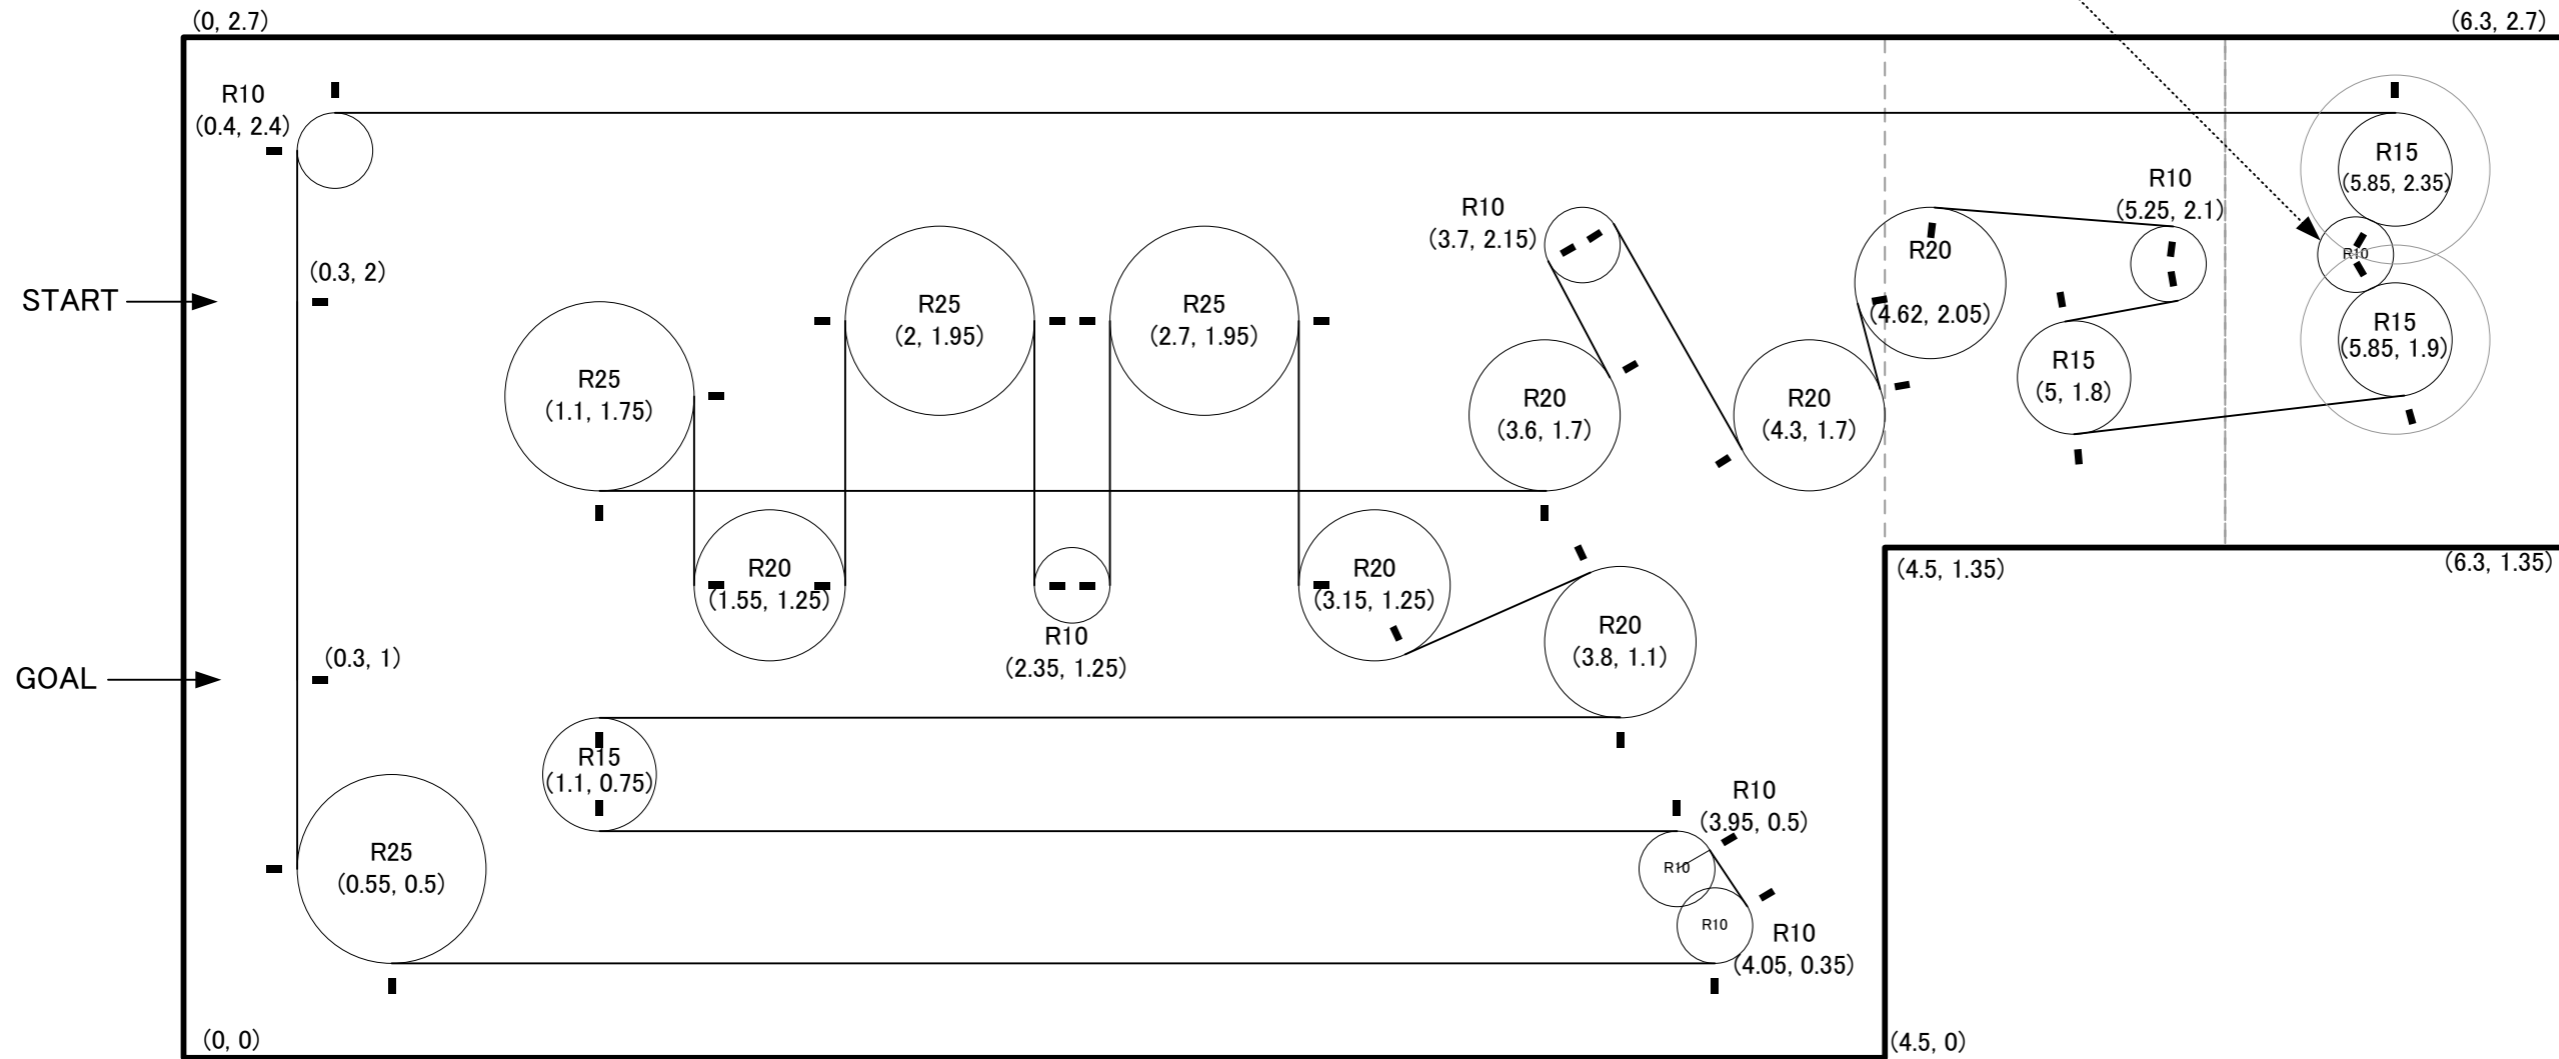 (0, 2.7)
(6.3, 2.7)
R10
(0.4, 2.4)
R15
(5.85, 2.35)
R10
(5.25, 2.1)
R10
(3.7, 2.15)
R10
R20
(4.62, 2.05)
(0.3, 2)
START
R25
(2, 1.95)
R25
(2.7, 1.95)
R15
(5.85, 1.9)
R25
(1.1, 1.75)
R20
(3.6, 1.7)
R20
(4.3, 1.7)
R15
(5, 1.8)
(4.5, 1.35)
(6.3, 1.35)
R20
(1.55, 1.25)
R20
(3.15, 1.25)
R10
(2.35, 1.25)
R20
(3.8, 1.1)
(0.3, 1)
GOAL
R15
(1.1, 0.75)
R10
(3.95, 0.5)
R25
(0.55, 0.5)
R10
R10
R10
(4.05, 0.35)
(0, 0)
(4.5, 0)